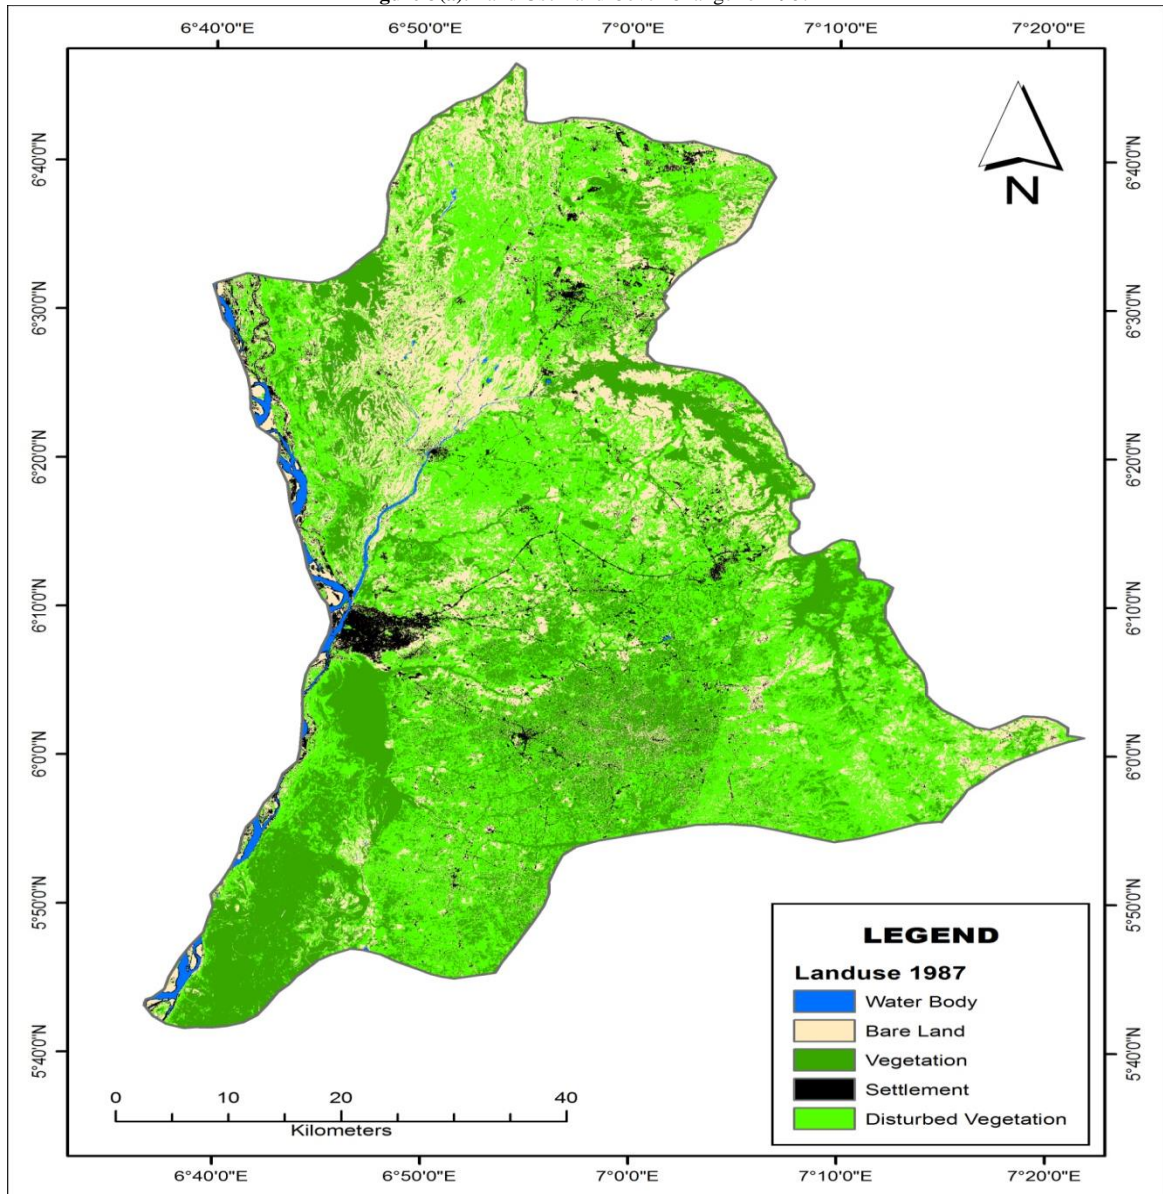 6°40'0"E 6°50'0"E 7°0'0"E 7°10'0"E 7°20'0"E
6°40'0"N 6°40'0"N
N
6°30'0"N 6°30'0"N
6°20'0"N 6°20'0"N
6°10'0"N 6°10'0"N
6°0'0"N 6°0'0"N
5°50'0"N 5°50'0"N
LEGEND
Landuse 1987
Water Body
Bare Land
Vegetation
Settlement
Disturbed Vegetation
5°40'0"N 5°40'0"N
0 10 20 40
Kilometers
6°40'0"E 6°50'0"E 7°0'0"E 7°10'0"E 7°20'0"E